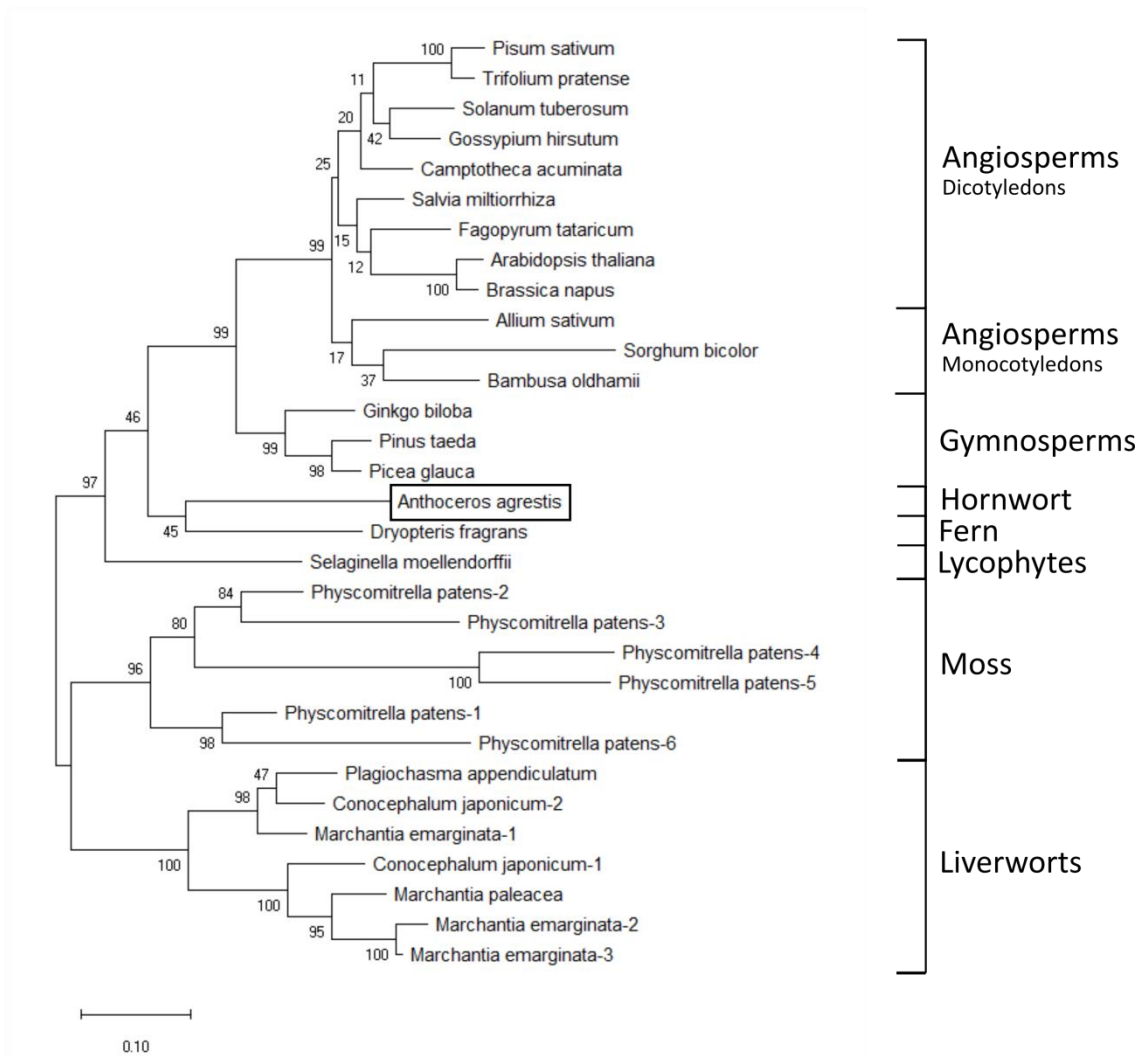 100
Pisum sativum
Trifolium pratense
11
Solanum tuberosum
20
42
Gossypium hirsutum
25
Camptotheca acuminata
Salvia miltiorrhiza
15
Fagopyrum tataricum
99
12
Arabidopsis thaliana
100
Brassica napus
Allium sativum
99
17
Sorghum bicolor
37
Bambusa oldhamii
Ginkgo biloba
46
99
Pinus taeda
98
Picea glauca
97
Anthoceros agrestis
45
Dryopteris fragrans
Selaginella moellendorffii
84
Physcomitrella patens-2
80
Physcomitrella patens-3
96
Physcomitrella patens-4
100
Physcomitrella patens-5
Physcomitrella patens-1
98
Physcomitrella patens-6
47
Plagiochasma appendiculatum
98
Conocephalum japonicum-2
Marchantia emarginata-1
100
Conocephalum japonicum-1
100
Marchantia paleacea
95
Marchantia emarginata-2
100
Marchantia emarginata-3
0.10
Angiosperms
Dicotyledons
Angiosperms
Monocotyledons
Gymnosperms
Hornwort
Fern
Lycophytes
Moss
Liverworts